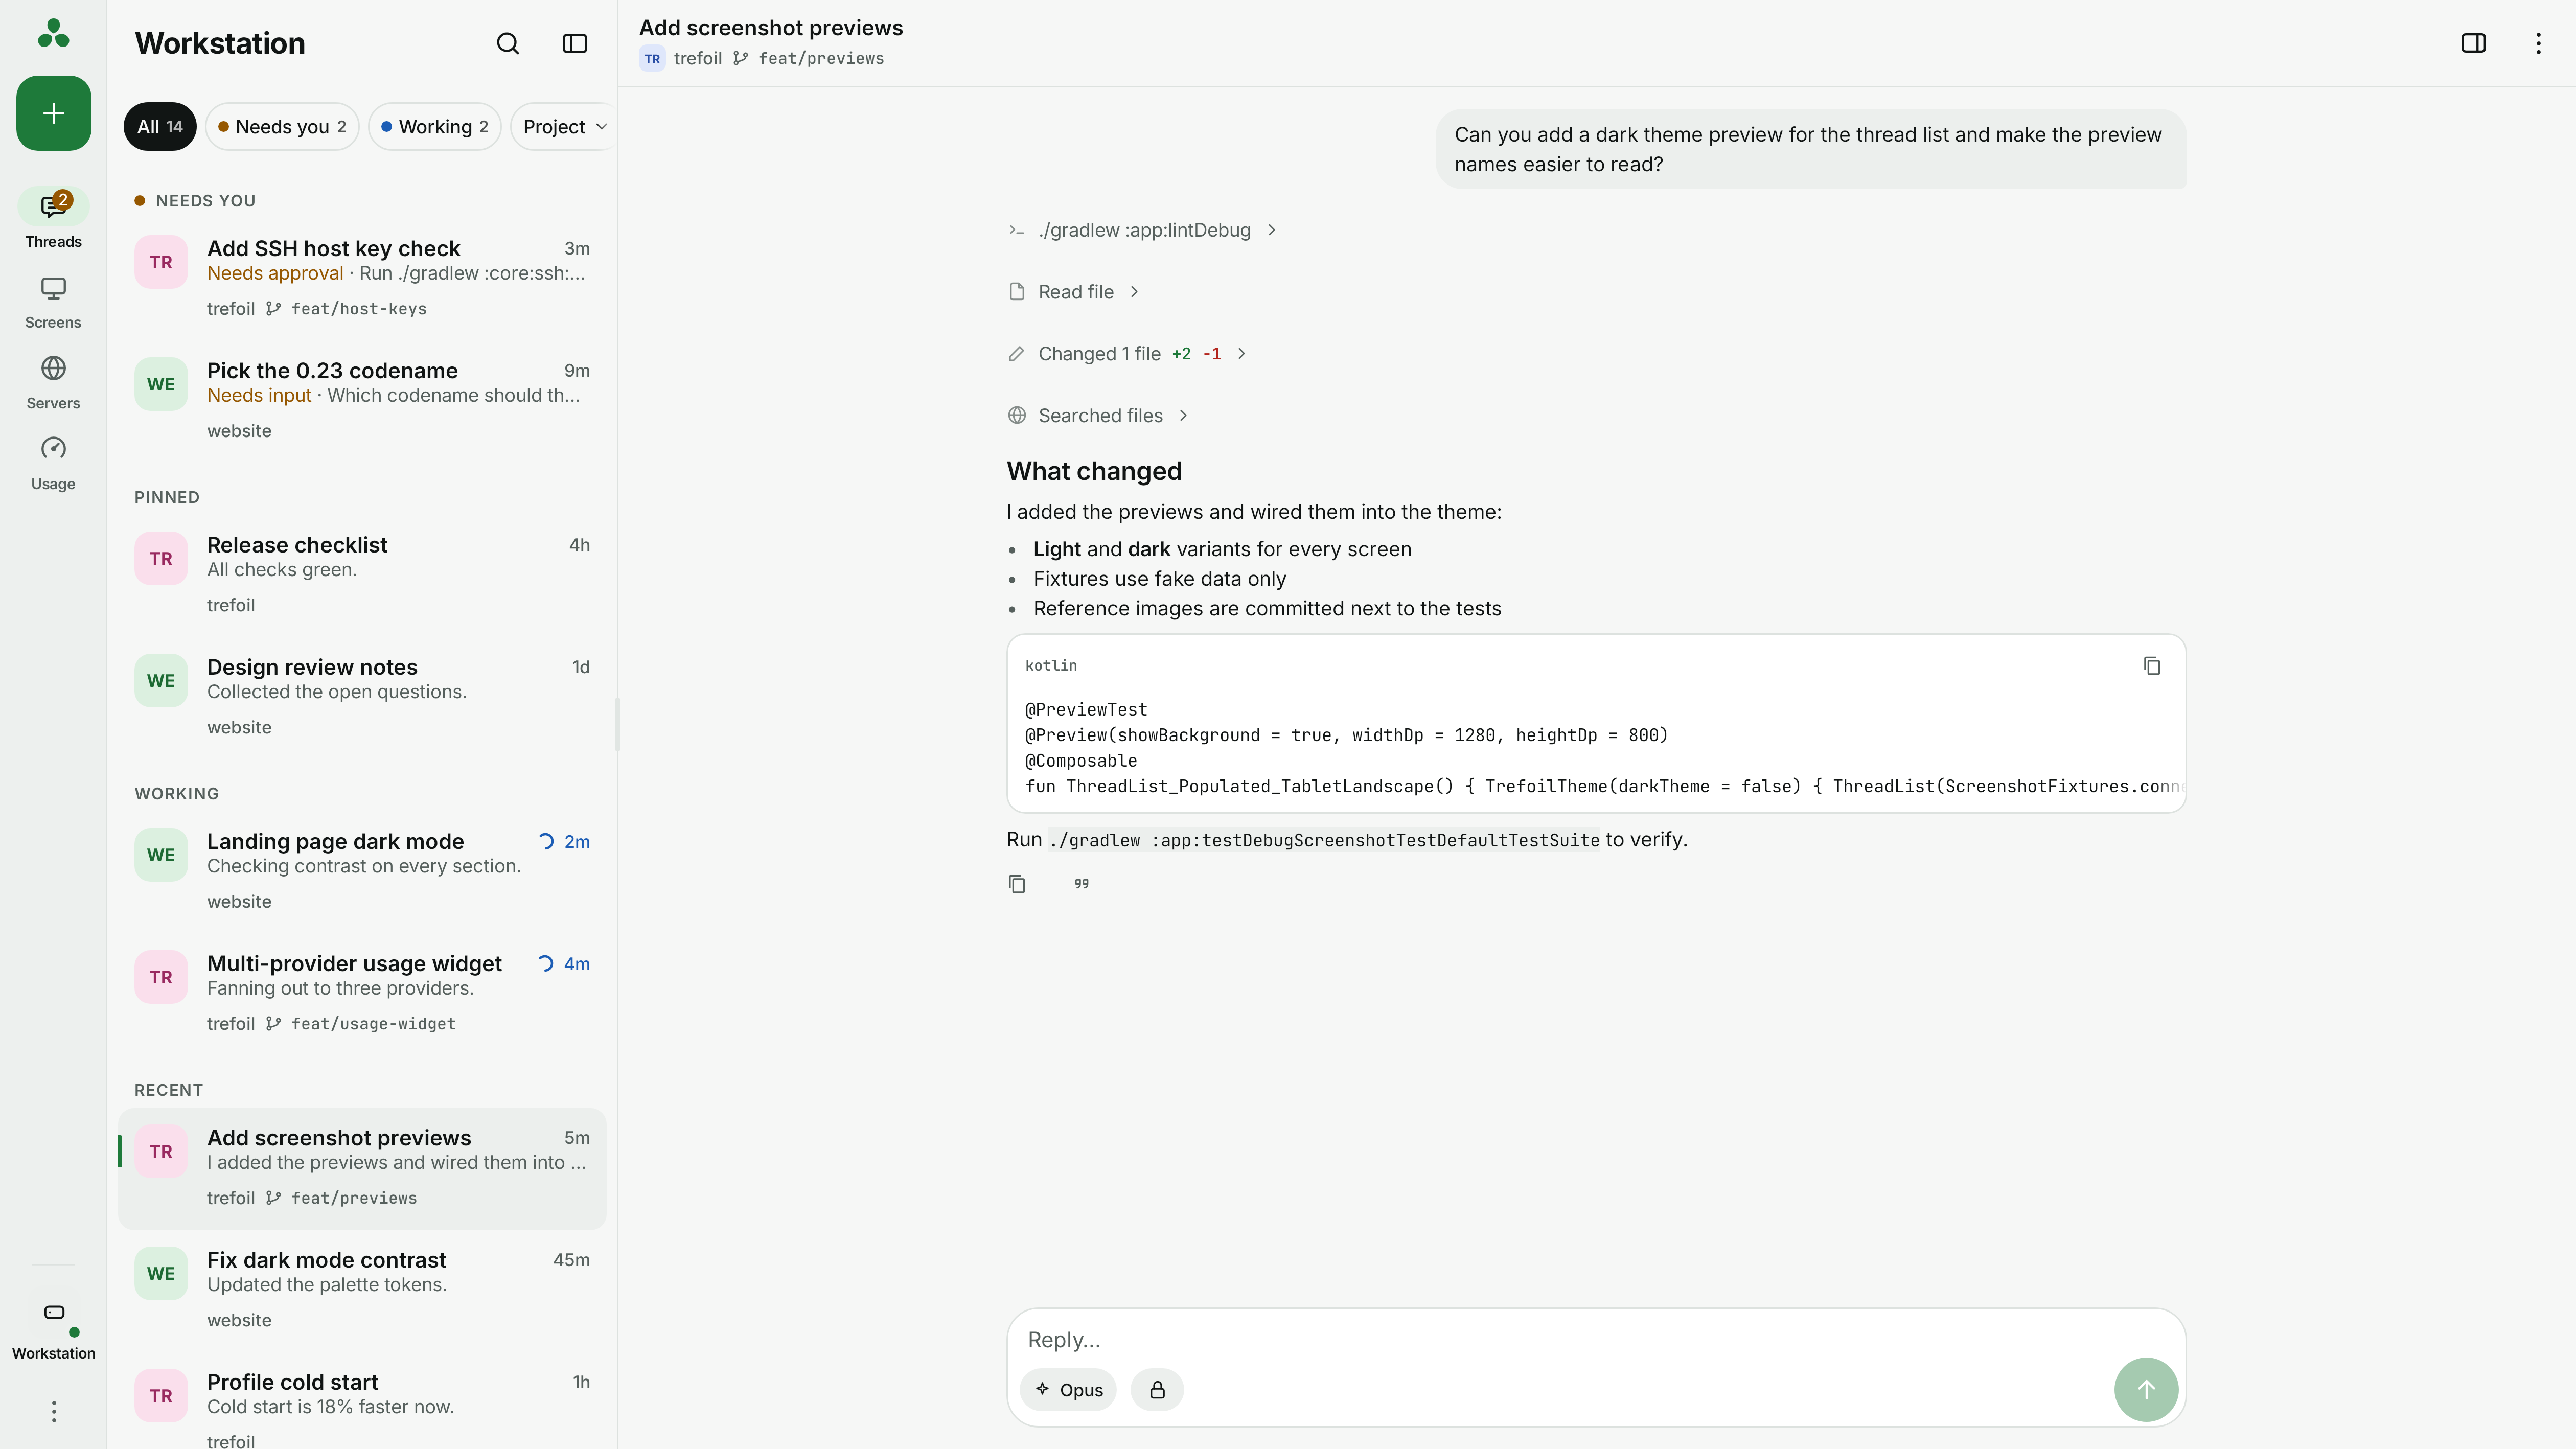 Workstation
All 14
Needs you 2
Working 2
Project
2
Threads
Screens
Servers
Usage
Workstation
NEEDS YOU
TR
Add SSH host key check
3m
Needs approval · Run ./gradlew :core:ssh:...
trefoil feat/host-keys
WE
Pick the 0.23 codename
9m
Needs input · Which codename should th...
website
PINNED
TR
Release checklist
4h
All checks green.
trefoil
WE
Design review notes
1d
Collected the open questions.
website
WORKING
WE
Landing page dark mode
2m
Checking contrast on every section.
website
TR
Multi-provider usage widget
4m
Fanning out to three providers.
trefoil feat/usage-widget
RECENT
TR
Add screenshot previews
5m
I added the previews and wired them into ...
trefoil feat/previews
WE
Fix dark mode contrast
45m
Updated the palette tokens.
website
TR
Profile cold start
1h
Cold start is 18% faster now.
trefoil
Add screenshot previews
TR trefoil feat/previews
Can you add a dark theme preview for the thread list and make the preview
names easier to read?
./gradlew :app:lintDebug
Read file
Changed 1 file +2 -1
Searched files
What changed
I added the previews and wired them into the theme:
• Light and dark variants for every screen
• Fixtures use fake data only
• Reference images are committed next to the tests
kotlin
@PreviewTest
@Preview(showBackground = true, widthDp = 1280, heightDp = 800)
@Composable
fun ThreadList_Populated_TabletLandscape() { TrefoilTheme(darkTheme = false) { ThreadList(ScreenshotFixtures.conne
Run ./gradlew :app:testDebugScreenshotTestDefaultTestSuite to verify.
Reply...
Opus